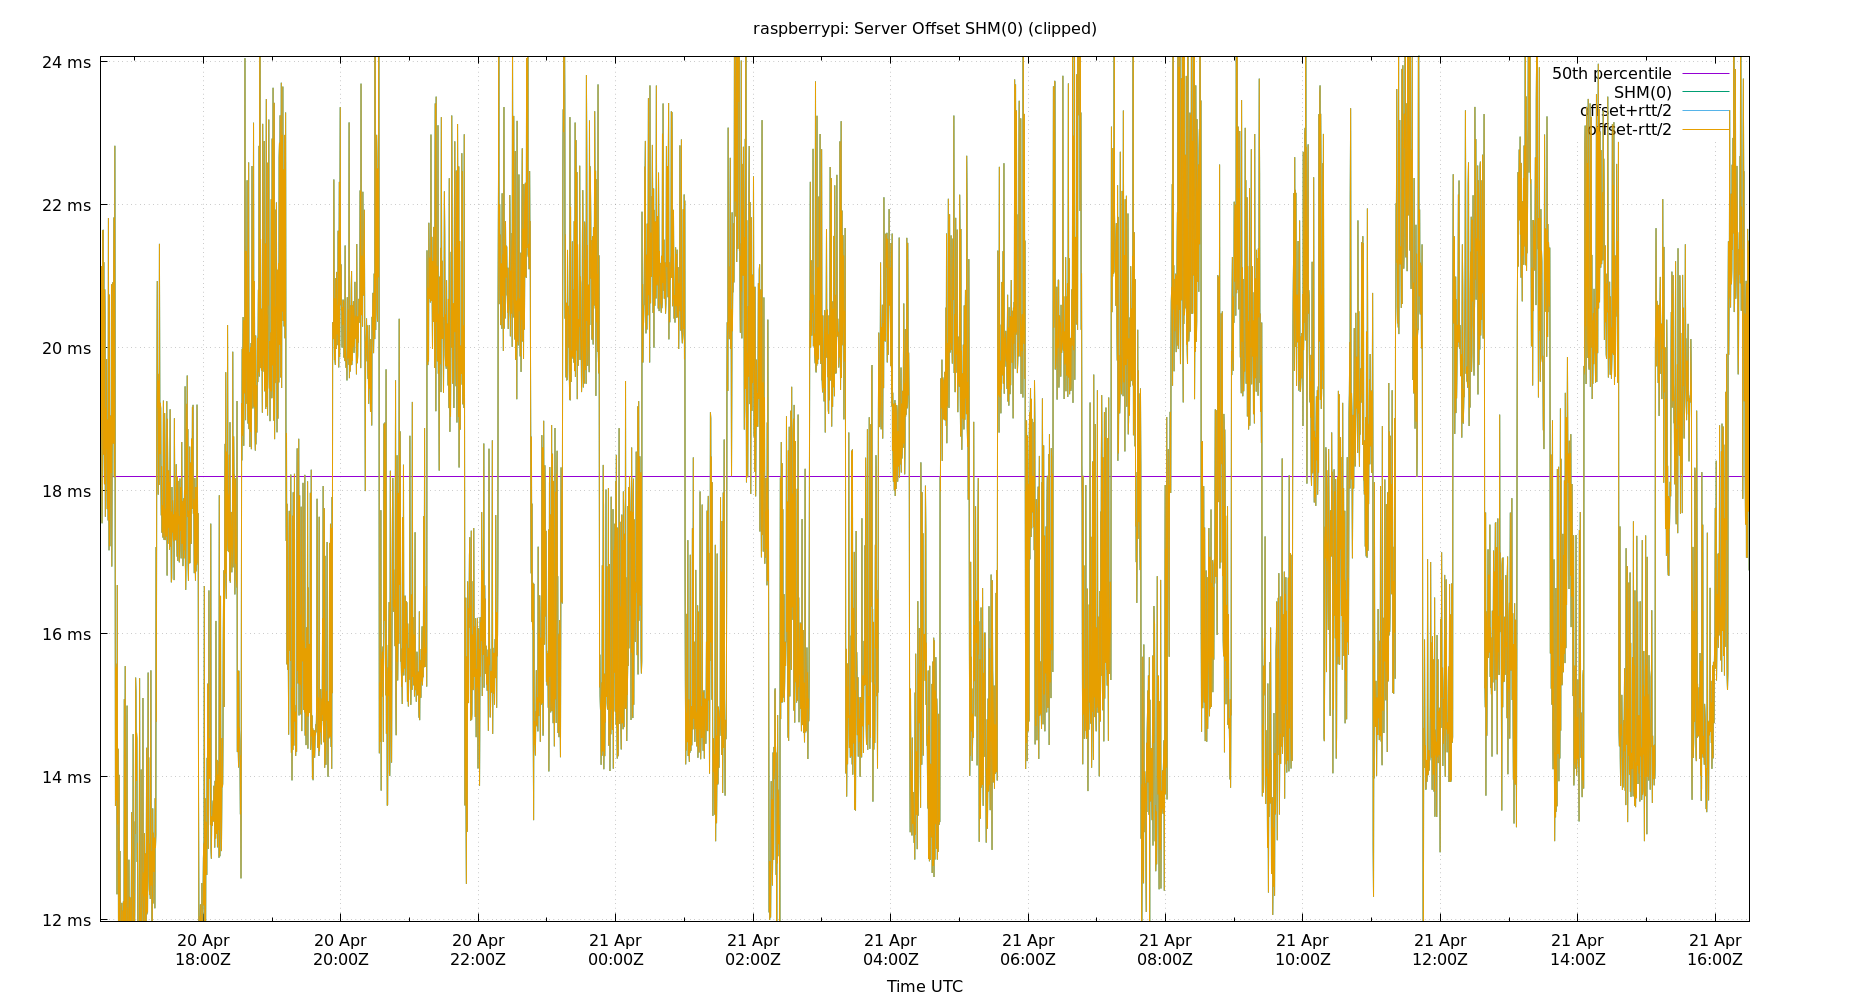 raspberrypi: Server Offset SHM(0) (clipped)
50th percentile
SHM(0)
offset+rtt/2
offset-rtt/2
24 ms
22 ms
20 ms
18 ms
16 ms
14 ms
12 ms
20 Apr 20 Apr 20 Apr 21 Apr 21 Apr 21 Apr 21 Apr 21 Apr 21 Apr 21 Apr 21 Apr 21 Apr
18:00Z 20:00Z 22:00Z 00:00Z 02:00Z 04:00Z 06:00Z 08:00Z 10:00Z 12:00Z 14:00Z 16:00Z
Time UTC